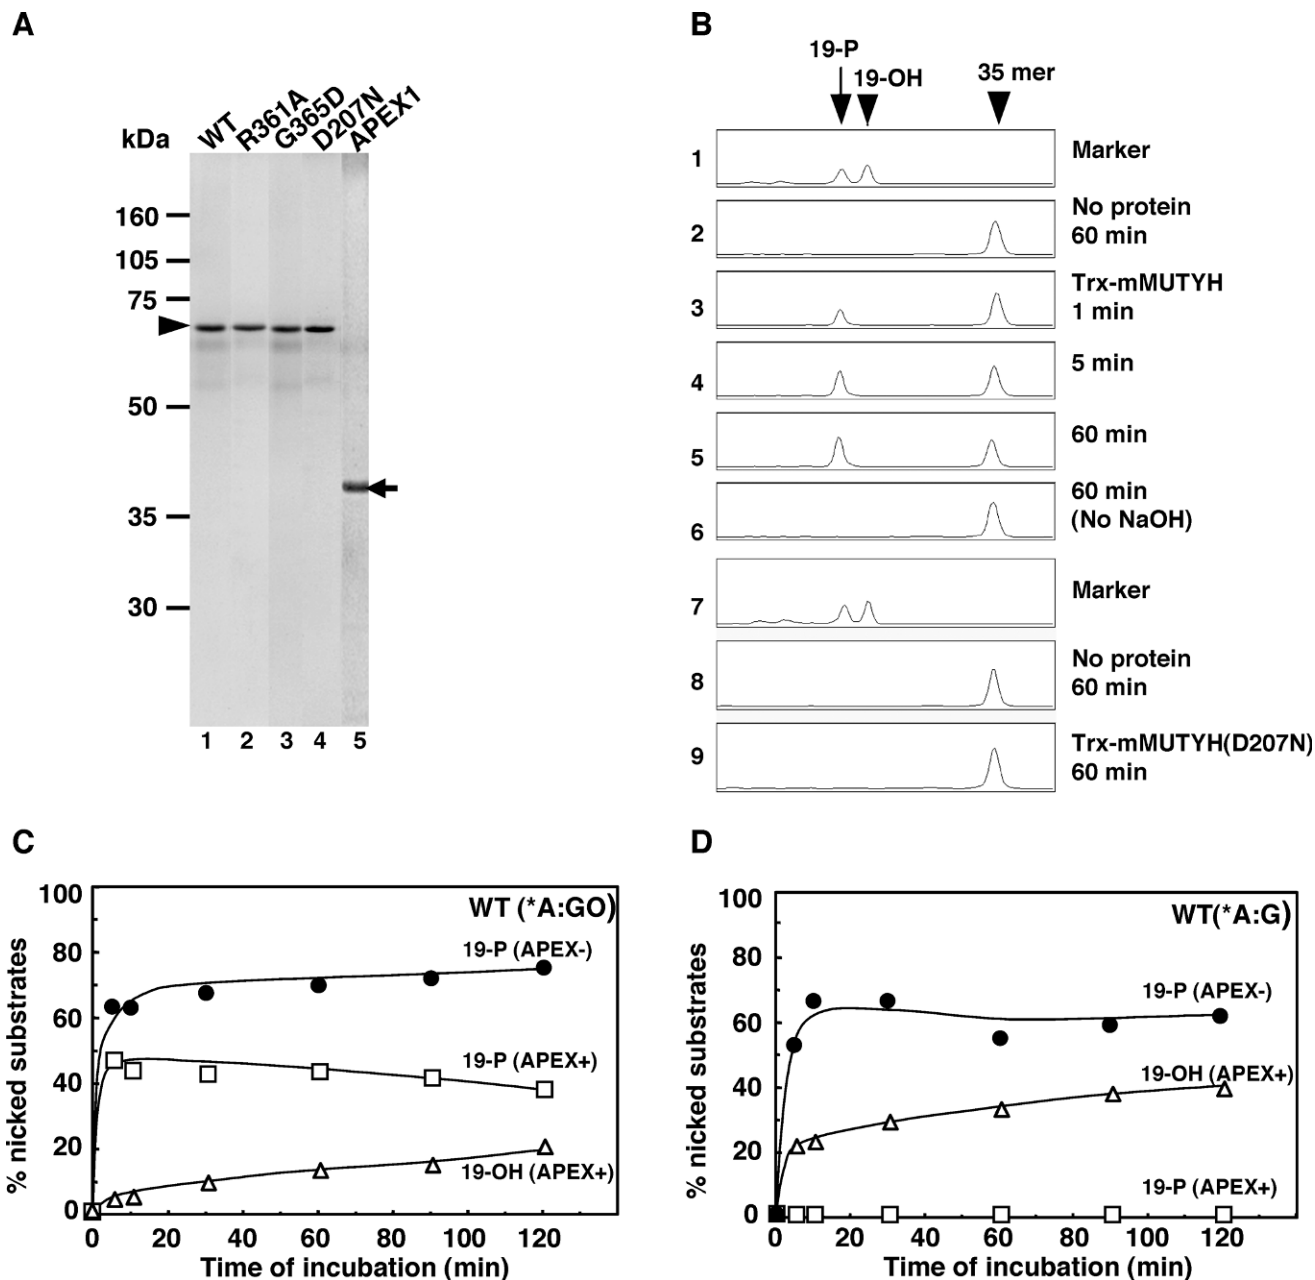 A
kDa
WT
R361A
G365D
D207N
APEX1
160
105
75
50
35
30
1 2 3 4 5
B
19-P
19-OH
35 mer
1
Marker
2
No protein
60 min
3
Trx-mMUTYH
1 min
4
5 min
5
60 min
6
60 min
(No NaOH)
7
Marker
8
No protein
60 min
9
Trx-mMUTYH(D207N)
60 min
C
WT (*A:GO)
% nicked substrates
100
80
60
40
20
0
19-P (APEX-)
19-P (APEX+)
19-OH (APEX+)
0 20 40 60 80 100 120
Time of incubation (min)
D
WT(*A:G)
% nicked substrates
100
80
60
40
20
0
19-P (APEX-)
19-OH (APEX+)
19-P (APEX+)
0 20 40 60 80 100 120
Time of incubation (min)